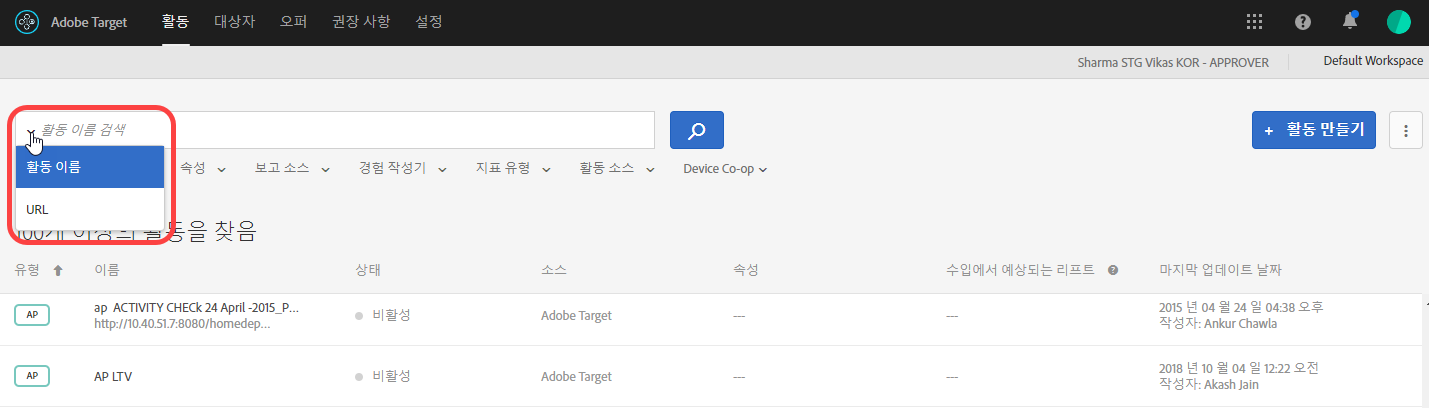 Adobe Target 활동 대상자 오퍼 권장 사항 설정
Sharma STG Vikas KOR - APPROVER Default Workspace
활동 이름 검색
+ 활동 만들기
활동 이름
속성 보고 소스 경험 작성기 지표 유형 활동 소스 Device Co-op
URL
100개 이상의 활동을 찾음
유형 이름 상태 소스 속성 수입에서 예상되는 리프트 마지막 업데이트 날짜
AP ap ACTIVITY CHECk 24 April -2015_P... 비활성 Adobe Target --- --- 2015 년 04 월 24 일 04:38 오후
http://10.40.51.7:8080/homedep... 작성자: Ankur Chawla
AP AP LTV 비활성 Adobe Target --- --- 2018 년 10 월 04 일 12:22 오전
작성자: Akash Jain